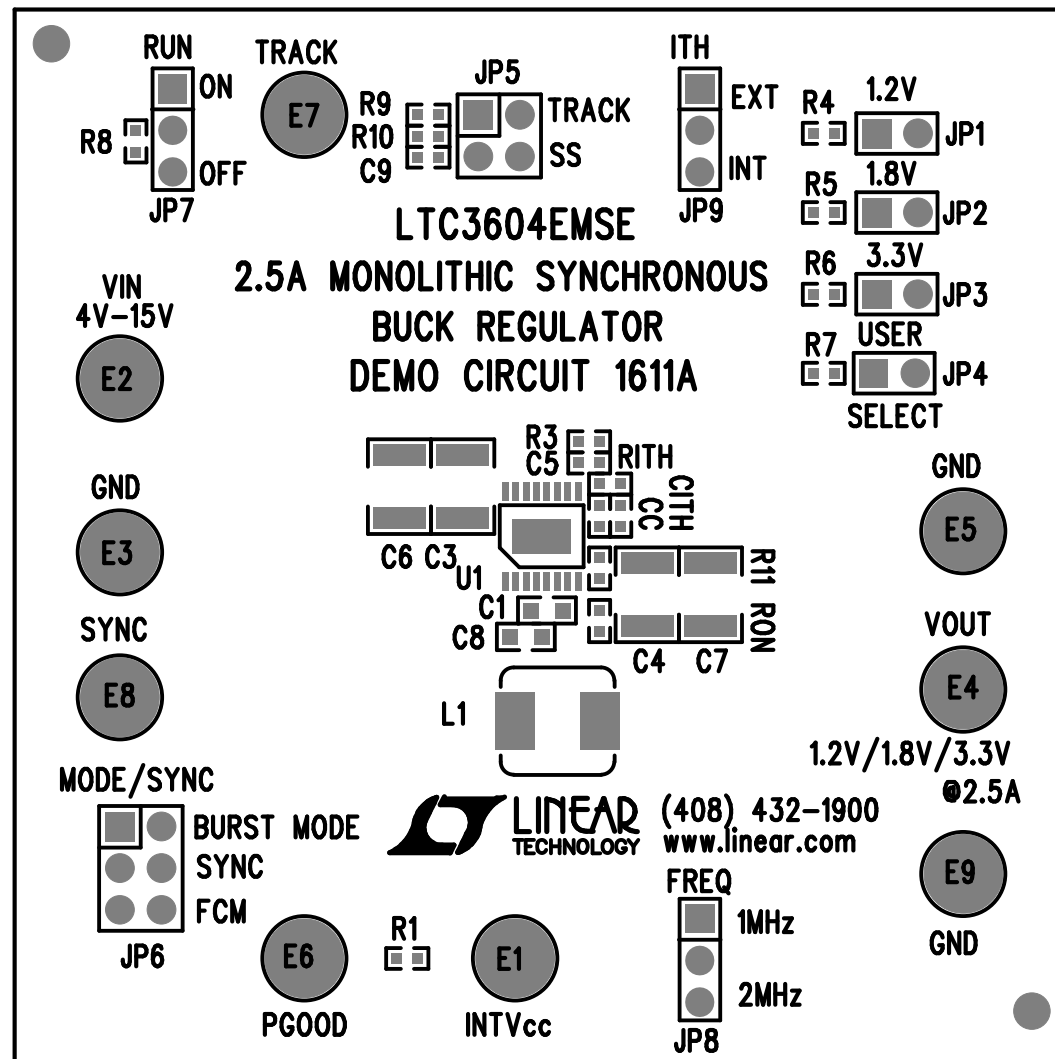 RUN
ON
R8
OFF
JP7
TRACK
E7
JP5
R9
R10
C9
TRACK
SS
ITH
EXT
INT
JP9
1.2V
R4
JP1
1.8V
R5
JP2
3.3V
R6
JP3
USER
R7
JP4
SELECT
LTC3604EMSE
2.5A MONOLITHIC SYNCHRONOUS
BUCK REGULATOR
DEMO CIRCUIT 1611A
VIN
4V-15V
E2
GND
E3
SYNC
E8
R3
C5
RITH
CITH
CC
C6 C3
U1
R11
RON
C1
C8
C4 C7
L1
GND
E5
VOUT
E4
1.2V/1.8V/3.3V
@2.5A
E9
GND
MODE/SYNC
BURST MODE
SYNC
FCM
JP6
LINEAR
TECHNOLOGY
(408) 432-1900
www.linear.com
E6
PGOOD
R1
E1
INTVcc
FREQ
1MHz
2MHz
JP8